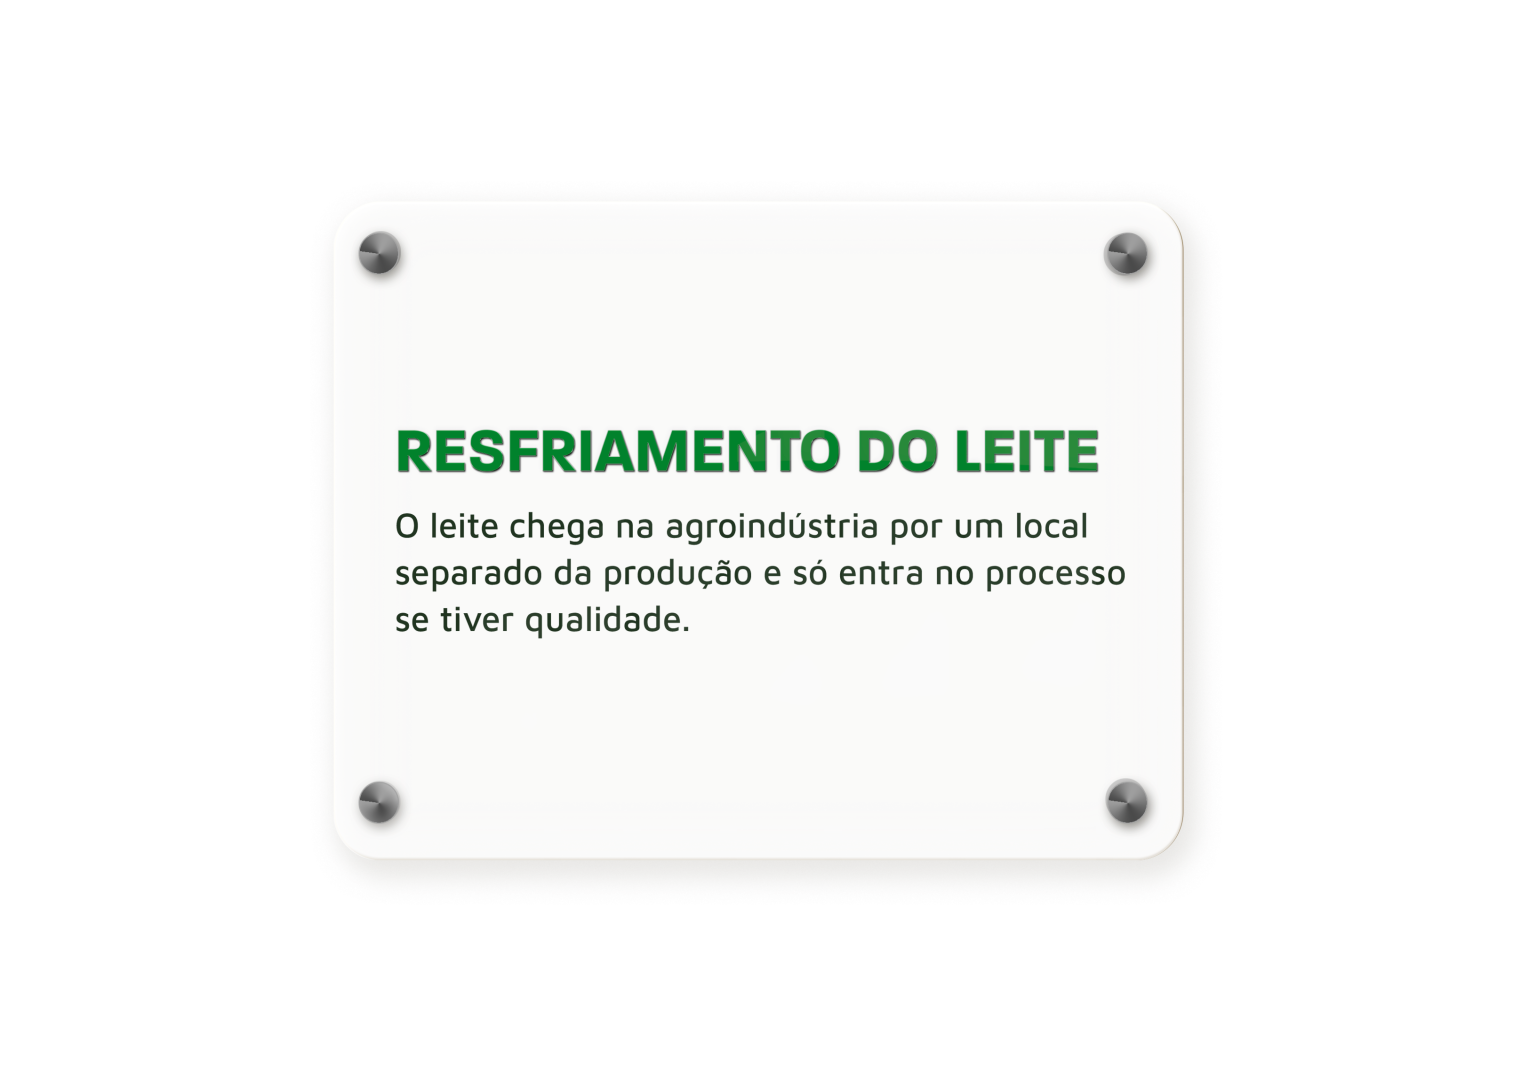 RESFRIAMENTO DO LEITE
O leite chega na agroindústria por um local
separado da produção e só entra no processo
se tiver qualidade.